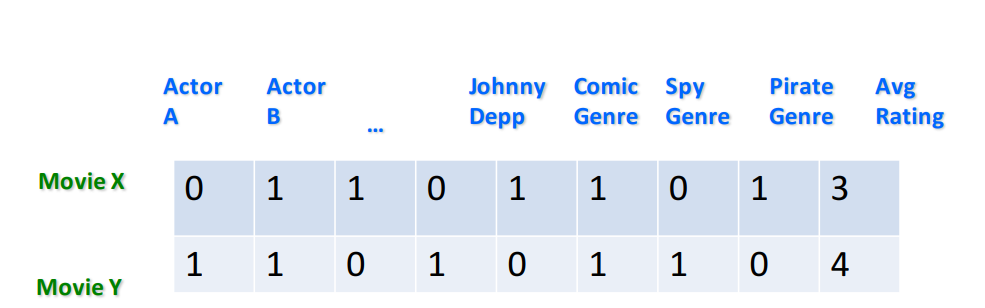 Actor A
Actor B
...
Johnny Depp
Comic Genre
Spy Genre
Pirate Genre
Avg Rating
Movie X 0 1 1 0 1 1 0 1 3
Movie Y 1 1 0 1 0 1 1 0 4